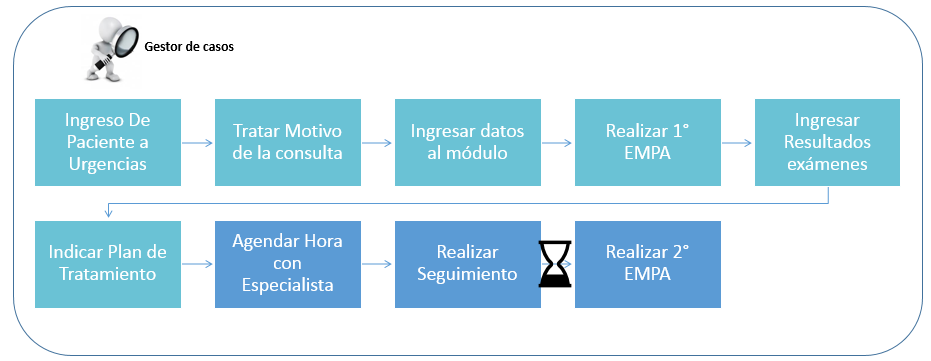 Gestor de casos
Ingreso De
Paciente a
Urgencias
Tratar Motivo
de la consulta
Ingresar datos
al módulo
Realizar 1°
EMPA
Ingresar
Resultados
exámenes
Indicar Plan de
Tratamiento
Agendar Hora
con
Especialista
Realizar
Seguimiento
Realizar 2°
EMPA